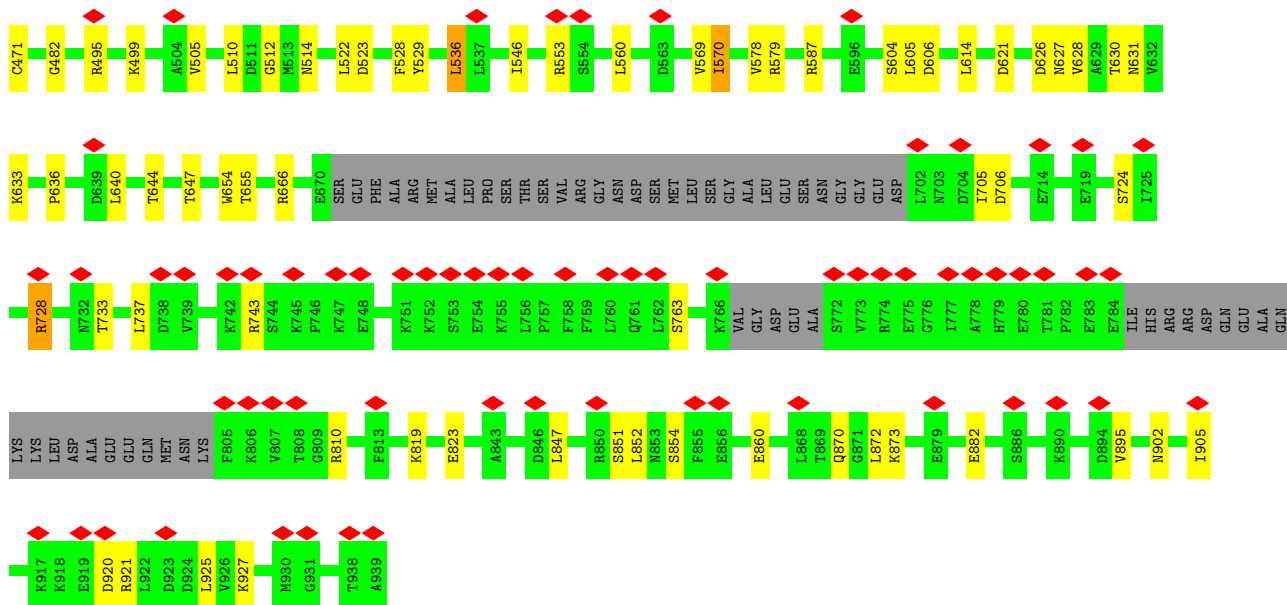 C471 G482 R495 K499 A504 V505 L510 D511 G512 M513 N514 L522 D523 F528 Y529 L536 L537 I546 R553 S554 L560 D563 V569 I570 V578 R579 R587 E596 S604 L605 D606 L614 D621 D626 N627 V628 A629 T630 N631 V632
K633 P636 D639 L640 T644 T647 W654 T655 R666 E670 SER GLU PHE ALA ARG MET ALA LEU PRO SER THR SER VAL ARG GLY ASN ASP SER MET LEU SER GLY ALA LEU GLU SER ASN GLY GLY GLU ASP L702 N703 D704 I705 D706 E714 E719 S724 I725
R728 N732 T733 L737 D738 V739 K742 R743 S744 K745 P746 K747 E748 K751 K752 S753 E754 K755 L756 P757 F758 F759 L760 Q761 L762 S763 K766 VAL GLY ASP GLU ALA S772 V773 R774 E775 G776 I777 A778 H779 E780 T781 P782 E783 E784 ILE HIS ARG ARG ASP GLN GLU ALA GLN
LYS LYS LEU ASP ALA GLU GLU GLN MET ASN LYS F805 K806 V807 T808 G809 R810 F813 K819 E823 A843 D846 L847 R850 S851 L852 N853 S854 F855 E856 E860 L868 T869 Q870 G871 L872 K873 E879 E882 S886 K890 D894 V895 N902 I905
K917 K918 E919 D920 R921 L922 D923 D924 L925 V926 K927 M930 G931 T938 A939